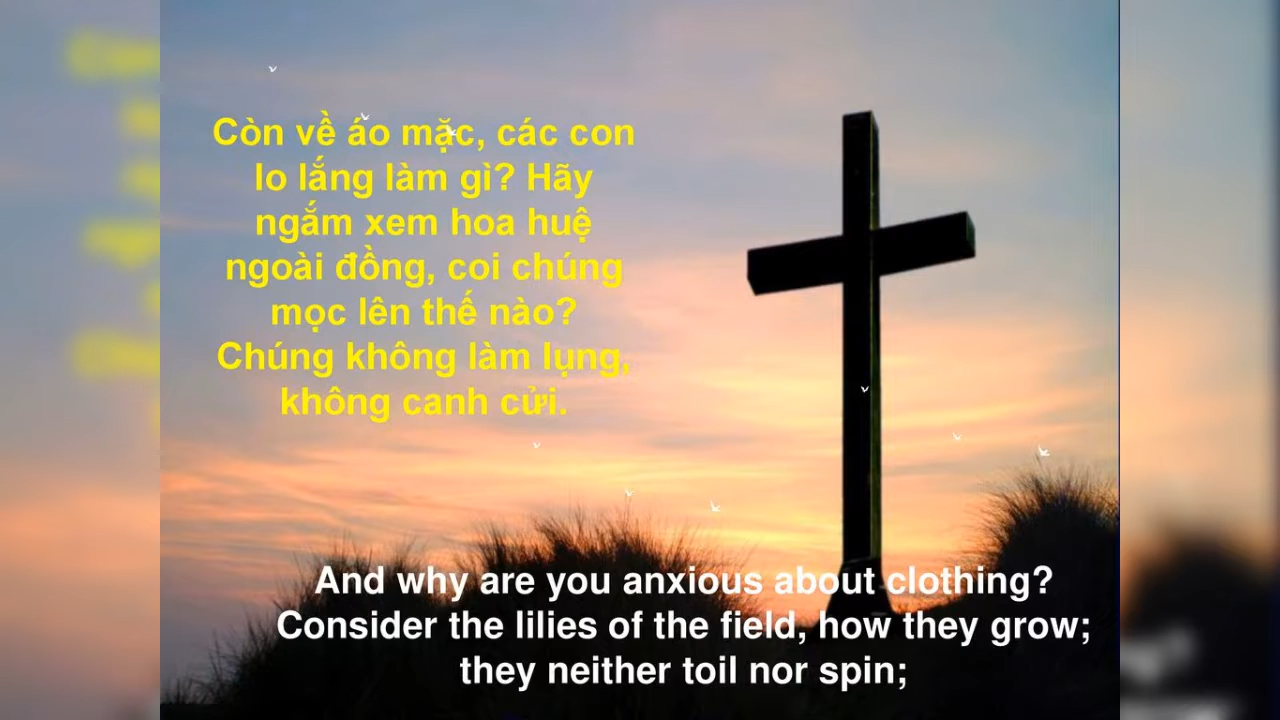 Còn về áo mặc, các con
lo lắng làm gì? Hãy
ngắm xem hoa huệ
ngoài đồng, coi chúng
mọc lên thế nào?
Chúng không làm lụng,
không canh cửi.
And why are you anxious about clothing?
Consider the lilies of the field, how they grow;
they neither toil nor spin;